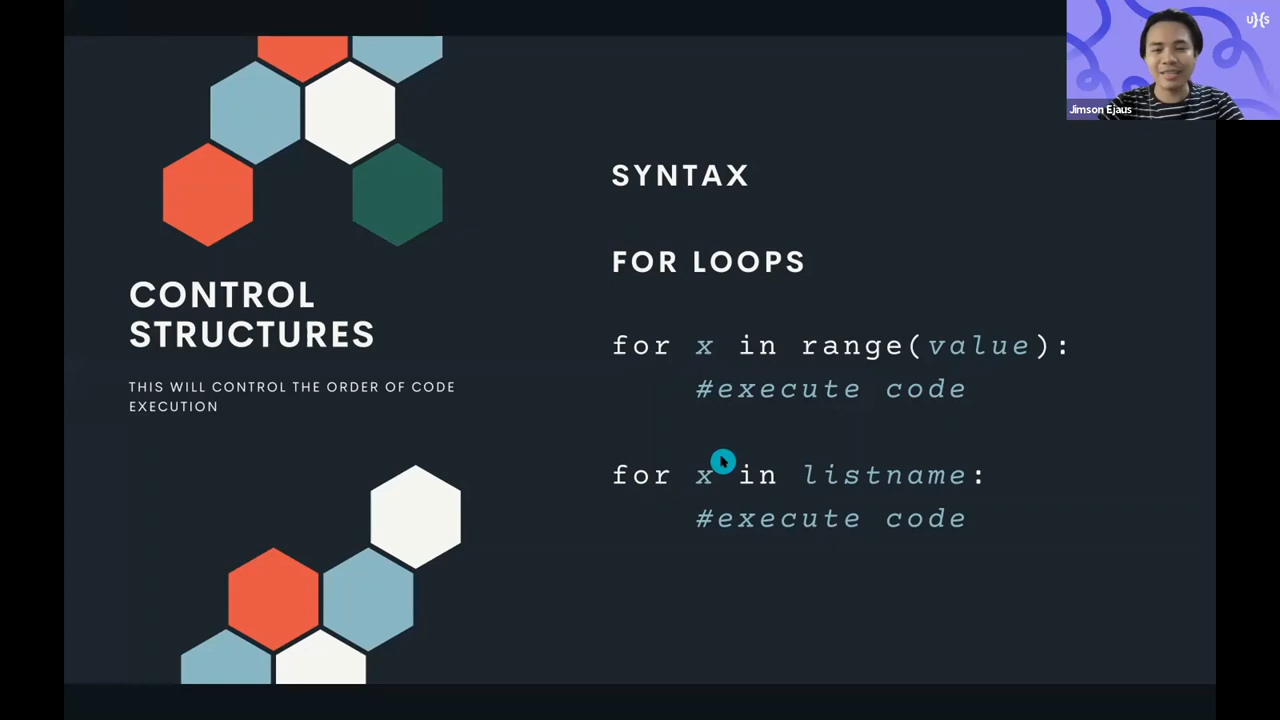 u}{s
Jimson Ejaus
SYNTAX
FOR LOOPS
for x in range(value):
#execute code
for x in listname:
#execute code
CONTROL
STRUCTURES
THIS WILL CONTROL THE ORDER OF CODE
EXECUTION